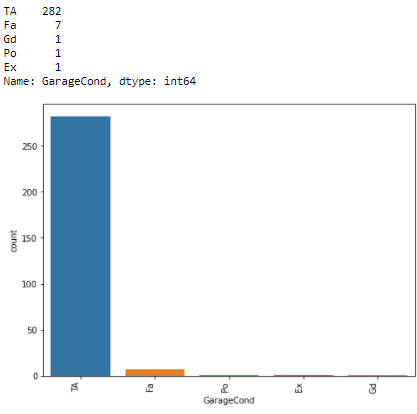 TA 282
Fa 7
Gd 1
Po 1
Ex 1
Name: GarageCond, dtype: int64
250
200
150
100
50
0
count
TA Fa Po Ex Gd
GarageCond